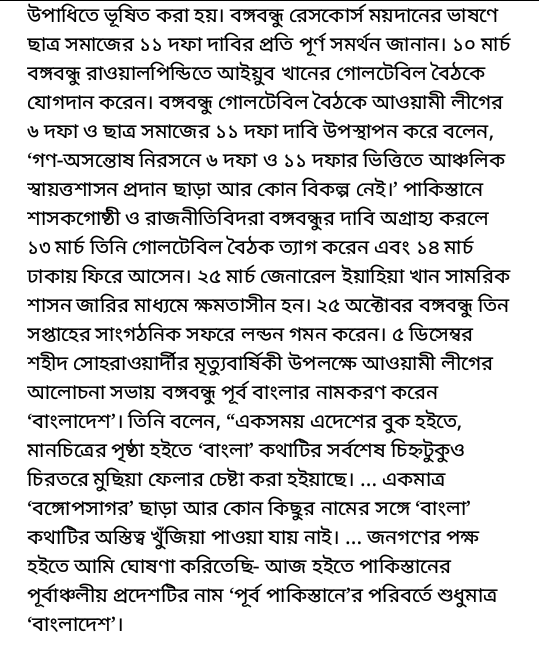 উপাধিতে ভূষিত করা হয়। বঙ্গবন্ধু রেসকোর্স ময়দানের ভাষণে
ছাত্র সমাজের ১১ দফা দাবির প্রতি পূর্ণ সমর্থন জানান। ১০ মার্চ
বঙ্গবন্ধু রাওয়ালপিন্ডিতে আইয়ুব খানের গোলটেবিল বৈঠকে
যোগদান করেন। বঙ্গবন্ধু গোলটেবিল বৈঠকে আওয়ামী লীগের
৬ দফা ও ছাত্র সমাজের ১১ দফা দাবি উপস্থাপন করে বলেন,
‘গণ-অসন্তোষ নিরসনে ৬ দফা ও ১১ দফার ভিত্তিতে আঞ্চলিক
স্বায়ত্তশাসন প্রদান ছাড়া আর কোন বিকল্প নেই।’ পাকিস্তানে
শাসকগোষ্ঠী ও রাজনীতিবিদরা বঙ্গবন্ধুর দাবি অগ্রাহ্য করলে
১৩ মার্চ তিনি গোলটেবিল বৈঠক ত্যাগ করেন এবং ১৪ মার্চ
ঢাকায় ফিরে আসেন। ২৫ মার্চ জেনারেল ইয়াহিয়া খান সামরিক
শাসন জারির মাধ্যমে ক্ষমতাসীন হন। ২৫ অক্টোবর বঙ্গবন্ধু তিন
সপ্তাহের সাংগঠনিক সফরে লন্ডন গমন করেন। ৫ ডিসেম্বর
শহীদ সোহরাওয়ার্দীর মৃত্যুবার্ষিকী উপলক্ষে আওয়ামী লীগের
আলোচনা সভায় বঙ্গবন্ধু পূর্ব বাংলার নামকরণ করেন
‘বাংলাদেশ’। তিনি বলেন, “একসময় এদেশের বুক হইতে,
মানচিত্রের পৃষ্ঠা হইতে ‘বাংলা’ কথাটির সর্বশেষ চিহ্নটুকুও
চিরতরে মুছিয়া ফেলার চেষ্টা করা হইয়াছে। ... একমাত্র
‘বঙ্গোপসাগর’ ছাড়া আর কোন কিছুর নামের সঙ্গে ‘বাংলা’
কথাটির অস্তিত্ব খুঁজিয়া পাওয়া যায় নাই। ... জনগণের পক্ষ
হইতে আমি ঘোষণা করিতেছি- আজ হইতে পাকিস্তানের
পূর্বাঞ্চলীয় প্রদেশটির নাম ‘পূর্ব পাকিস্তানে’র পরিবর্তে শুধুমাত্র
‘বাংলাদেশ’।